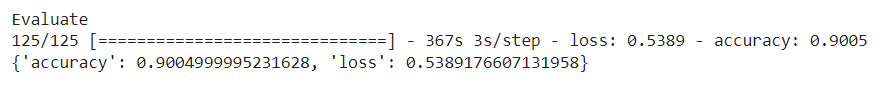 Evaluate
125/125 [==============================] - 367s 3s/step - loss: 0.5389 - accuracy: 0.9005
{'accuracy': 0.9004999995231628, 'loss': 0.5389176607131958}